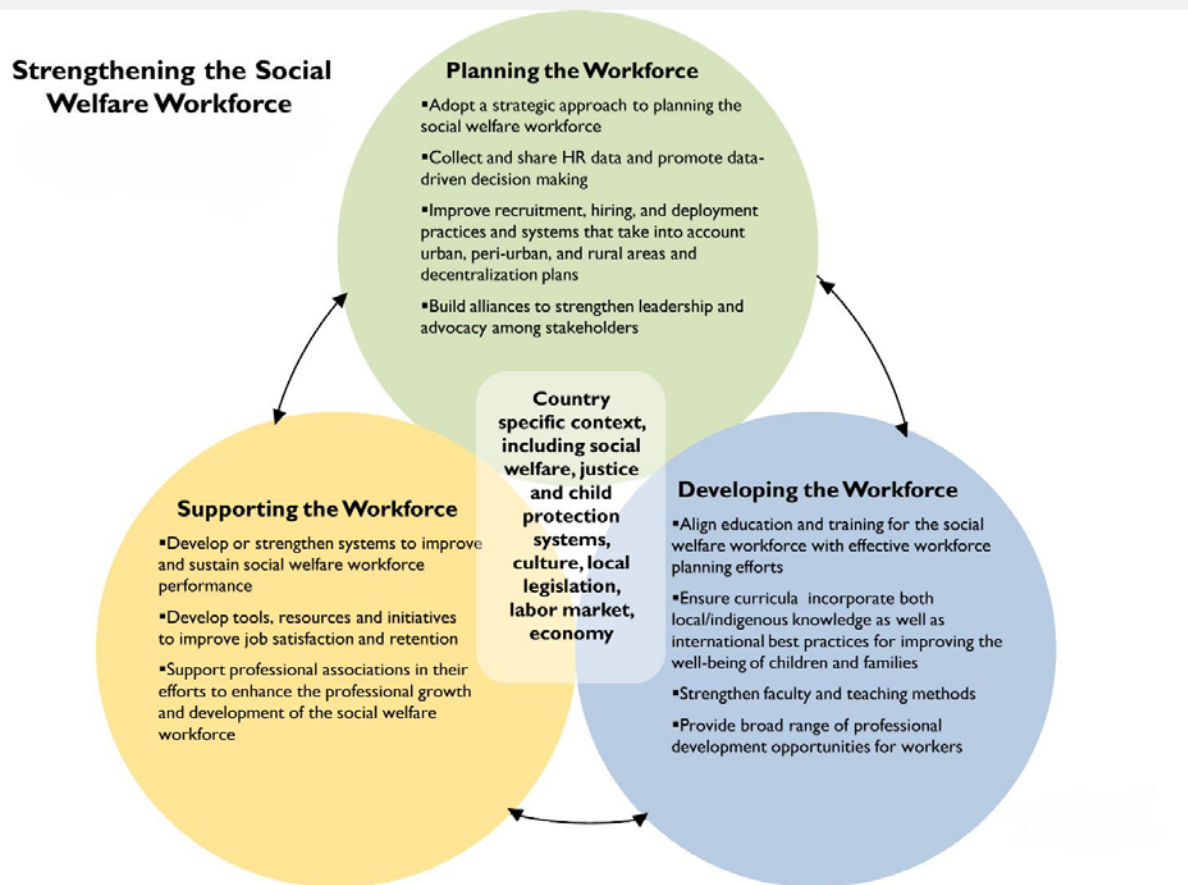 Strengthening the Social
Welfare Workforce
Planning the Workforce
▪Adopt a strategic approach to planning the
social welfare workforce
▪Collect and share HR data and promote data-
driven decision making
▪Improve recruitment, hiring, and deployment
practices and systems that take into account
urban, peri-urban, and rural areas and
decentralization plans
▪Build alliances to strengthen leadership and
advocacy among stakeholders
Country
specific context,
including social
welfare, justice
and child
protection
systems,
culture, local
legislation,
labor market,
economy
Supporting the Workforce
▪Develop or strengthen systems to improve
and sustain social welfare workforce
performance
▪Develop tools, resources and initiatives
to improve job satisfaction and retention
▪Support professional associations in their
efforts to enhance the professional growth
and development of the social welfare
workforce
Developing the Workforce
▪Align education and training for the social
welfare workforce with effective workforce
planning efforts
▪Ensure curricula  incorporate both
local/indigenous knowledge as well as
international best practices for improving the
well-being of children and families
▪Strengthen faculty and teaching methods
▪Provide broad range of professional
development opportunities for workers